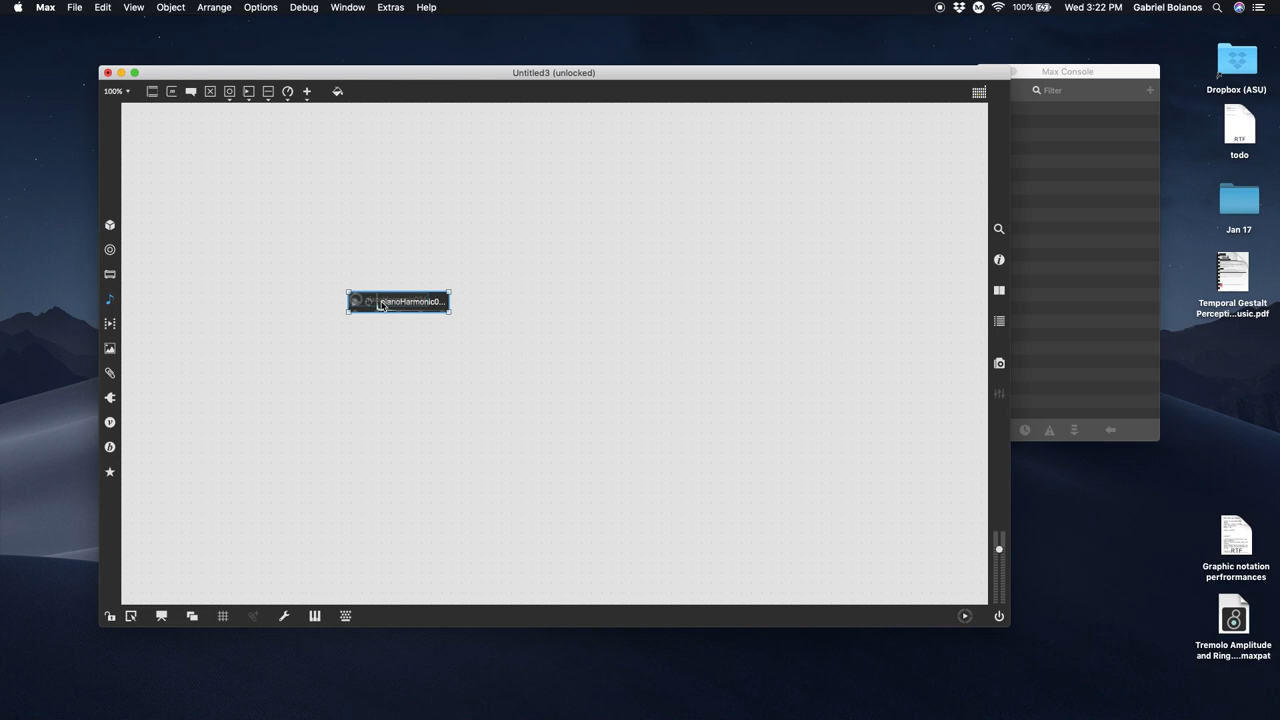 Max File Edit View Object Arrange Options Debug Window Extras Help 100% Wed 3:22 PM Gabriel Bolanos
Untitled3 (unlocked)
Max Console
100%
Filter
Dropbox (ASU)
todo
Jan 17
pianoHarmonic0...
Temporal Gestalt
Percepti...usic.pdf
RTF
RTF
Graphic notation
perfrormances
Tremolo Amplitude
and Ring....maxpat